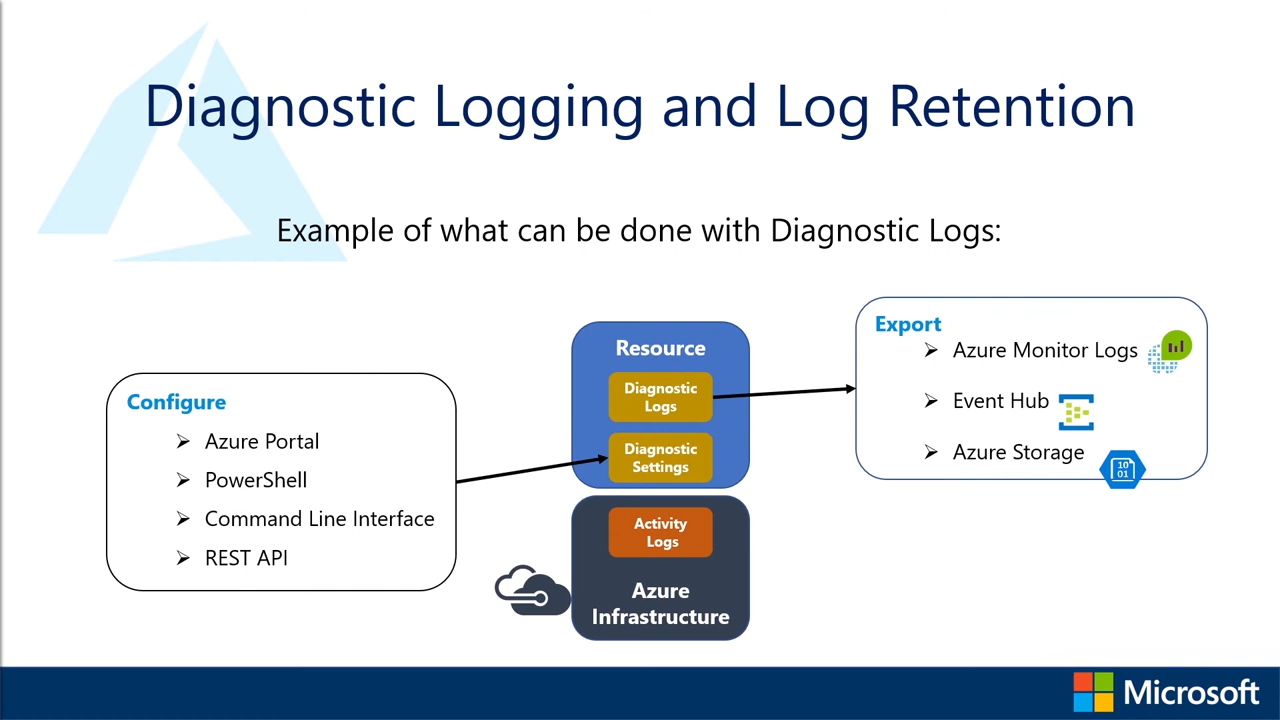 Diagnostic Logging and Log Retention
Example of what can be done with Diagnostic Logs:
Configure
Azure Portal
PowerShell
Command Line Interface
REST API
Resource
Diagnostic
Logs
Diagnostic
Settings
Activity
Logs
Azure
Infrastructure
Export
Azure Monitor Logs
Event Hub
Azure Storage
10
01
Microsoft